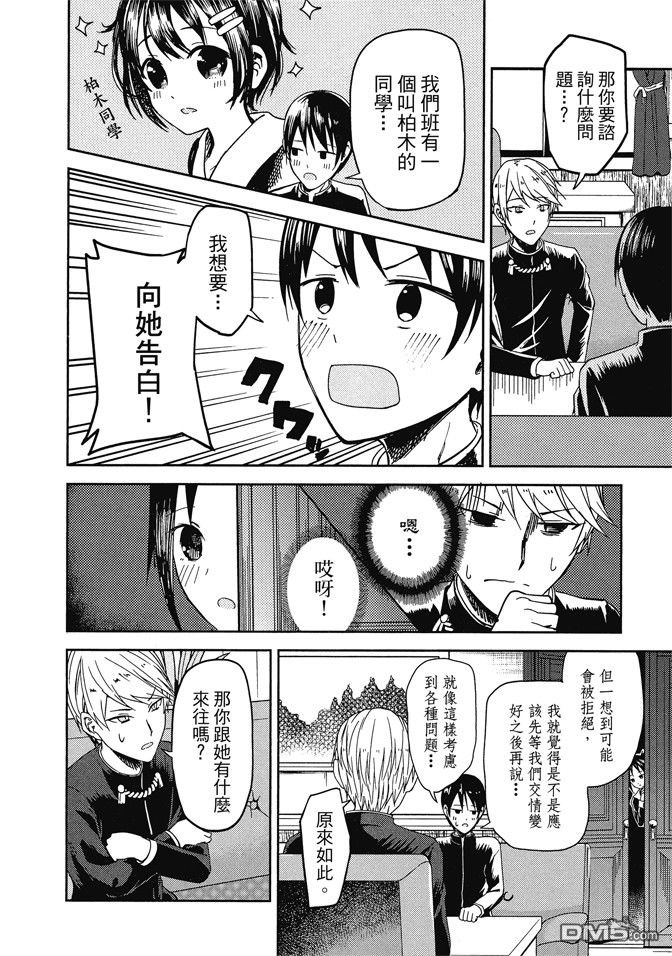 那你要諮
詢什麼問
題…?
我們班有一
個叫柏木的
同學…
柏木同學
我想要…
向她告白！
クワッ
嗯…
哎呀！
但一想到可能
會被拒絕，
我就覺得是不是應
該先等我們交情變
好之後再說…
就像這樣考慮
到各種問題…
原來如此。
那你跟她有什麼
來往嗎？
DM5.com